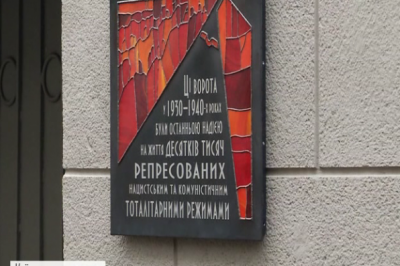 Ці ворота
у 1930–1940-х роках
були останньою надією
на життя десятків тисяч
репресованих
нацистським та комуністичним
тоталітарними режимами